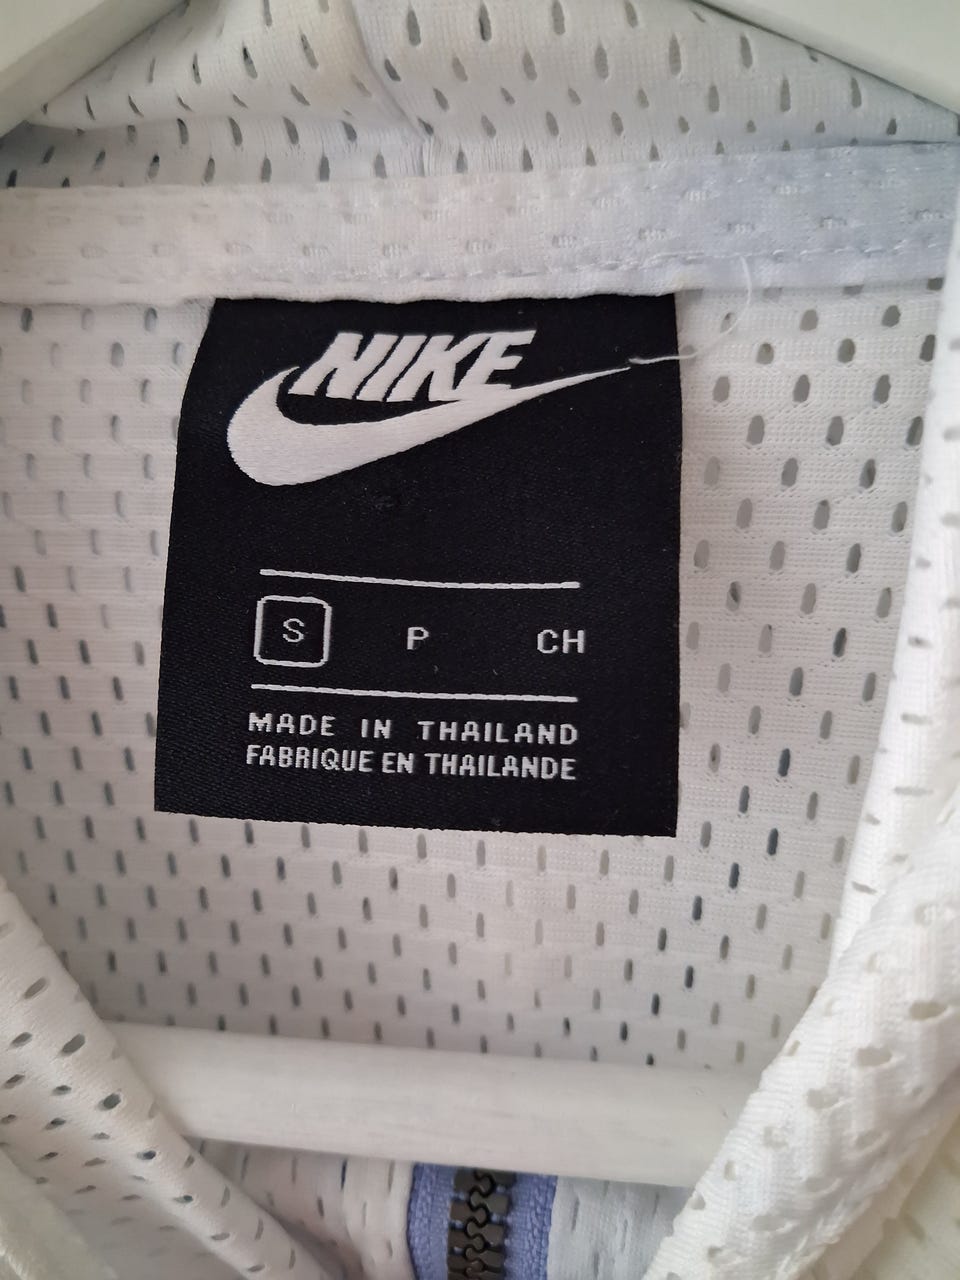 NIKE
S P CH
MADE IN THAILAND
FABRIQUE EN THAILANDE